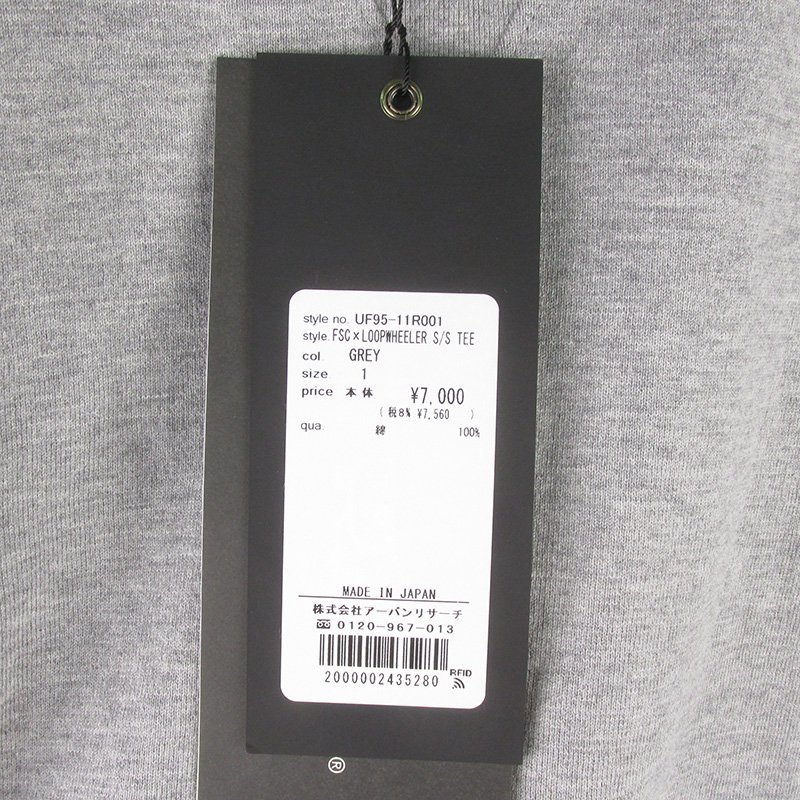 style no. UF95-11R001
style. FSC×LOOPWHEELER S/S TEE
col. GREY
size. 1
price 本体 ¥7,000
(税8% ¥7,560 )
qua. 綿 100%
MADE IN JAPAN
株式会社アーバンリサーチ
0120-967-013
RFID
2000002435280
®